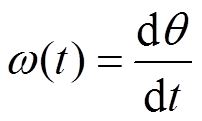 ω(t) = dθ/dt